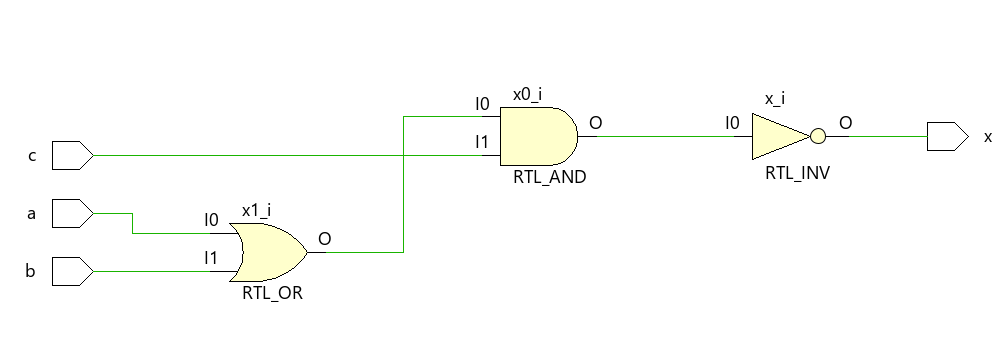 x0_i
x_i
I0
O
I0
O
x
c
I1
RTL_AND
RTL_INV
a
I0
x1_i
O
b
I1
RTL_OR